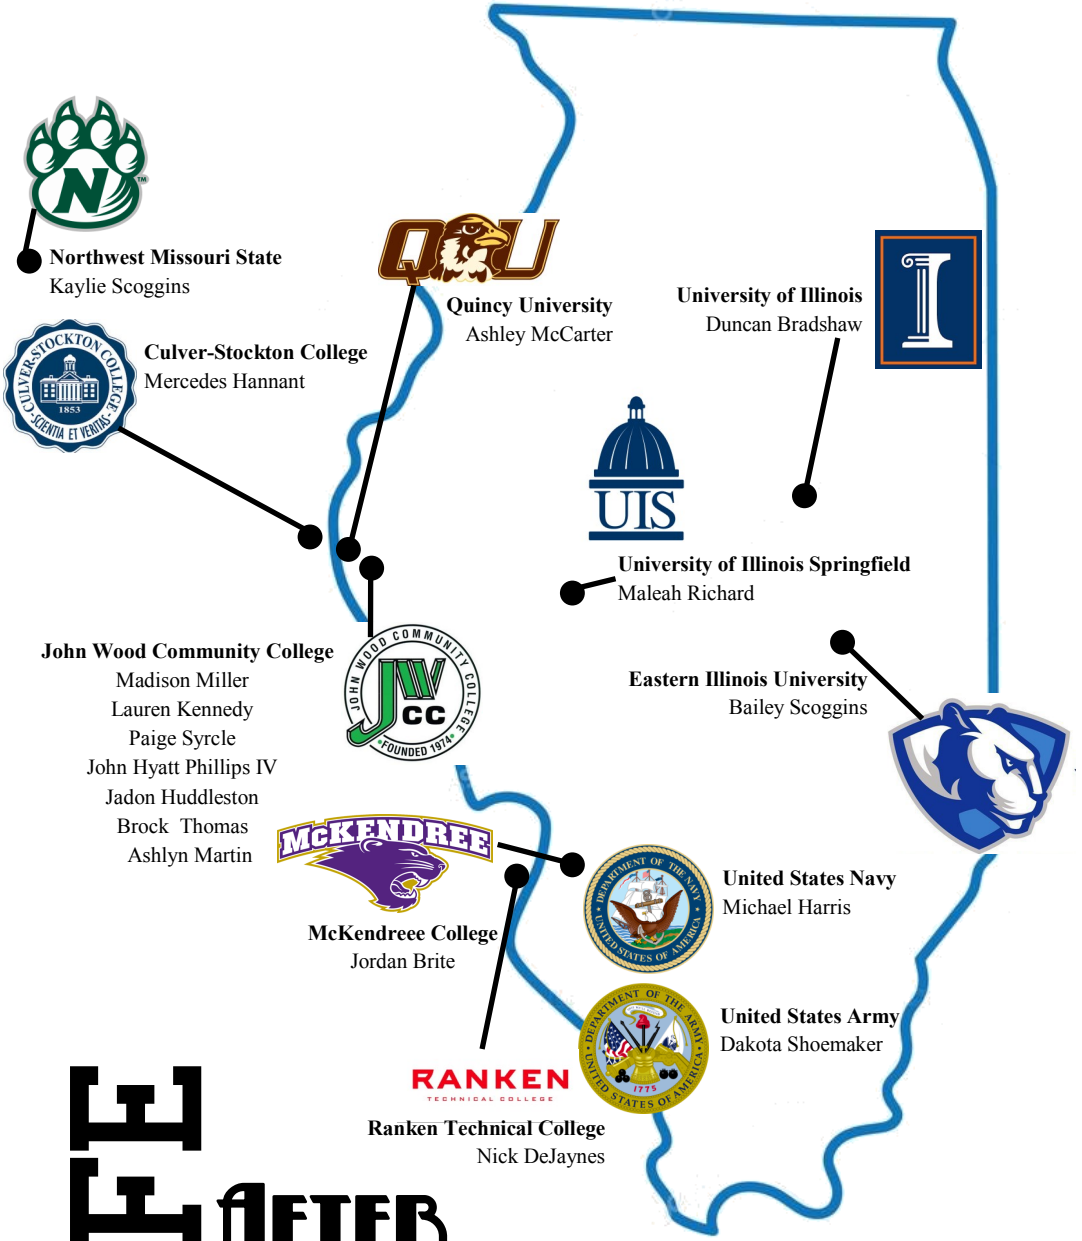 N
Northwest Missouri State
Kaylie Scoggins
CULVER-STOCKTON COLLEGE
1853
SCIENTIA ET VERITAS
Culver-Stockton College
Mercedes Hannant
QU
Quincy University
Ashley McCarter
University of Illinois
Duncan Bradshaw
I
UIS
University of Illinois Springfield
Maleah Richard
John Wood Community College
Madison Miller
Lauren Kennedy
Paige Syrcle
John Hyatt Phillips IV
Jadon Huddleston
Brock  Thomas
Ashlyn Martin
JOHN WOOD COMMUNITY COLLEGE
JW
CC
•FOUNDED 1974•
Eastern Illinois University
Bailey Scoggins
MCKENDREE
McKendreee College
Jordan Brite
DEPARTMENT OF THE NAVY
UNITED STATES OF AMERICA
United States Navy
Michael Harris
DEPARTMENT OF THE ARMY
1775
UNITED STATES OF AMERICA
United States Army
Dakota Shoemaker
RANKEN
TECHNICAL COLLEGE
Ranken Technical College
Nick DeJaynes
FE
AFTER